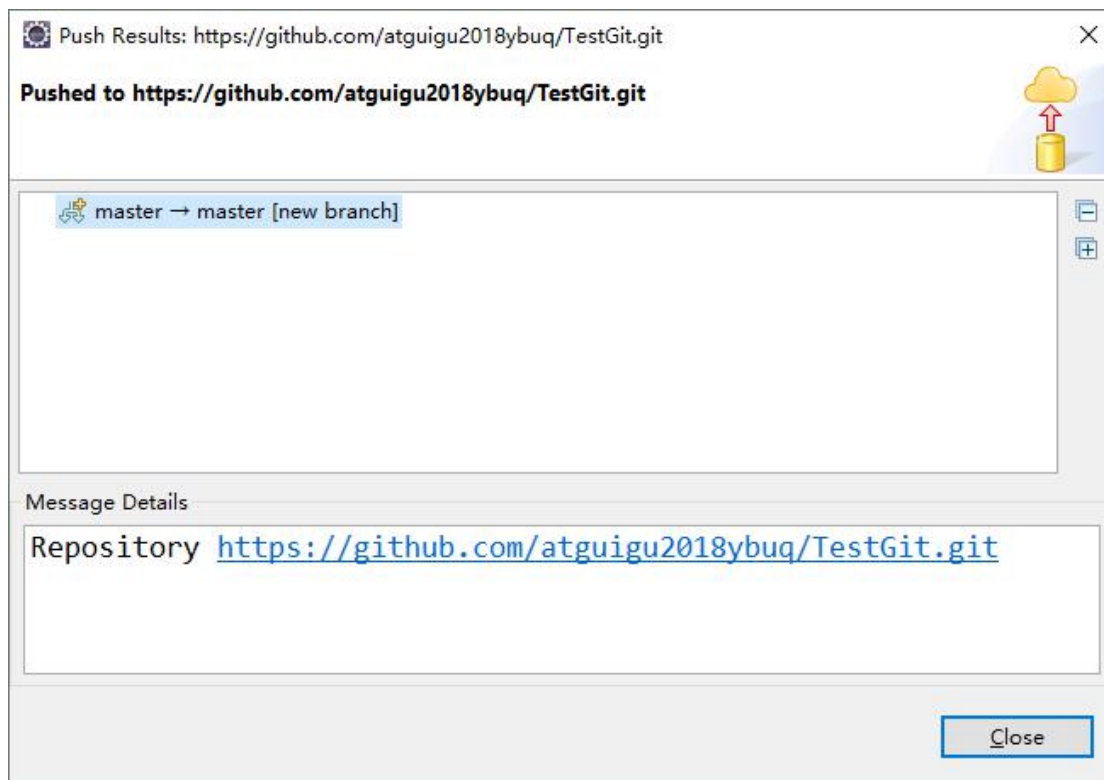 Push Results: https://github.com/atguigu2018ybuq/TestGit.git
Pushed to https://github.com/atguigu2018ybuq/TestGit.git
master → master [new branch]
Message Details
Repository https://github.com/atguigu2018ybuq/TestGit.git
Close